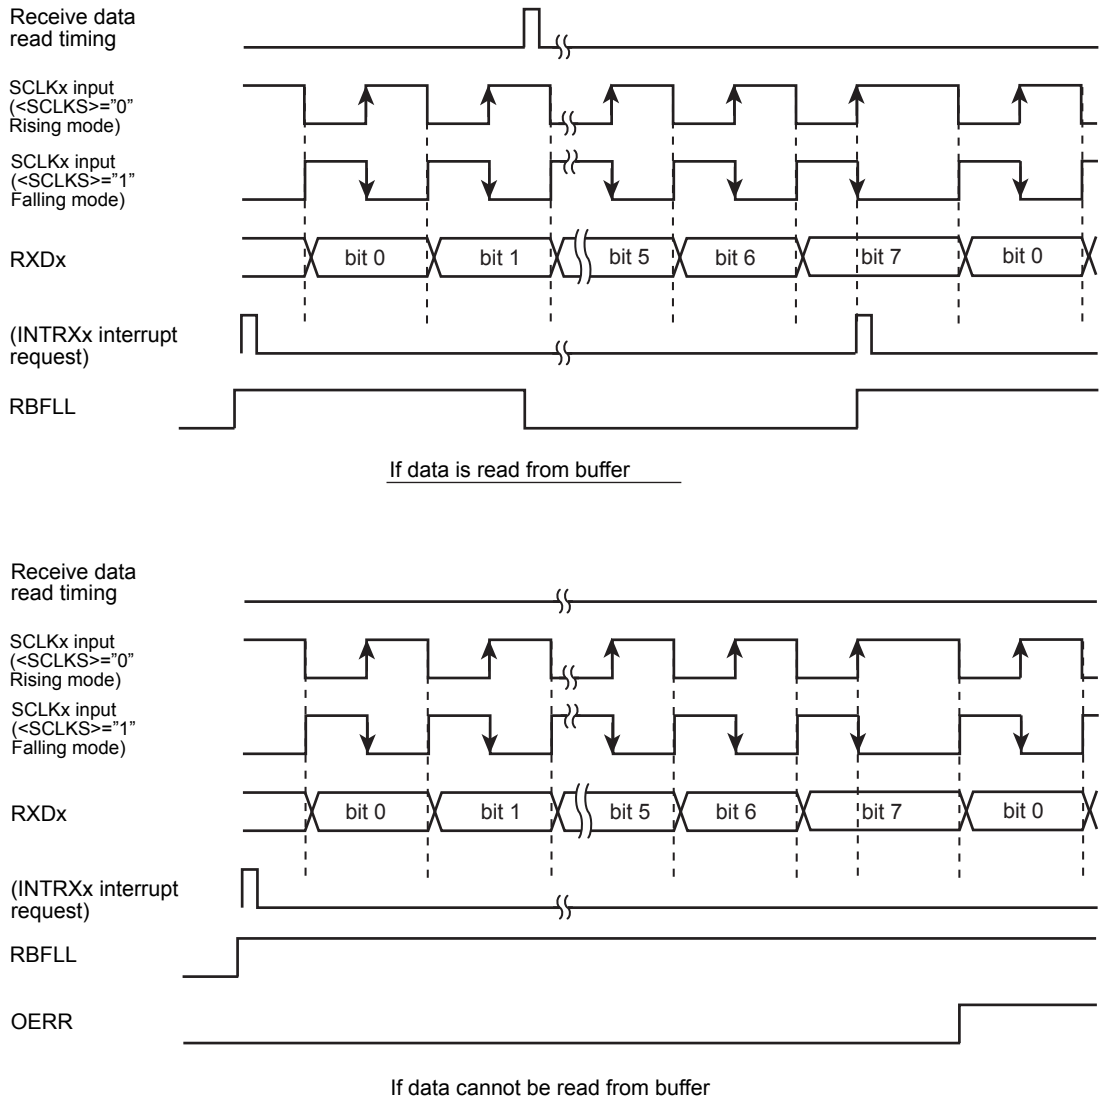 Receive data
read timing
SCLKx input
(<SCLKS>=”0”
Rising mode)
SCLKx input
(<SCLKS>=”1”
Falling mode)
RXDx
bit 0
bit 1
bit 5
bit 6
bit 7
bit 0
(INTRXx interrupt
request)
RBFLL
If data is read from buffer
Receive data
read timing
SCLKx input
(<SCLKS>=”0”
Rising mode)
SCLKx input
(<SCLKS>=”1”
Falling mode)
RXDx
bit 0
bit 1
bit 5
bit 6
bit 7
bit 0
(INTRXx interrupt
request)
RBFLL
OERR
If data cannot be read from buffer